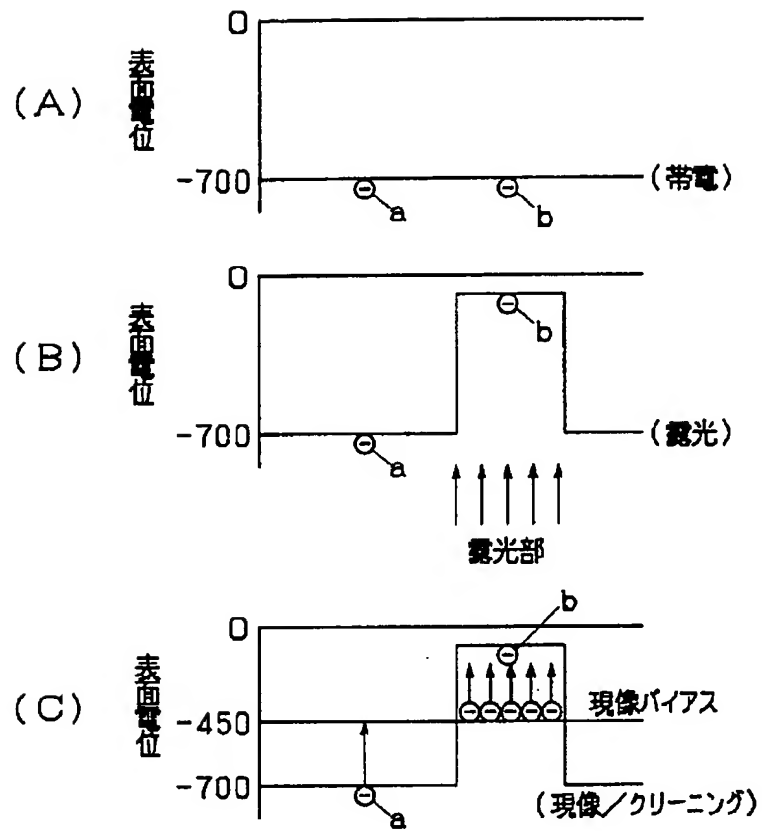 (A)
表面電位
0
-700
(帯電)
a
b
(B)
表面電位
0
b
-700
(露光)
a
露光部
(C)
表面電位
b
0
現像バイアス
-450
-700
(現像/クリーニング)
a